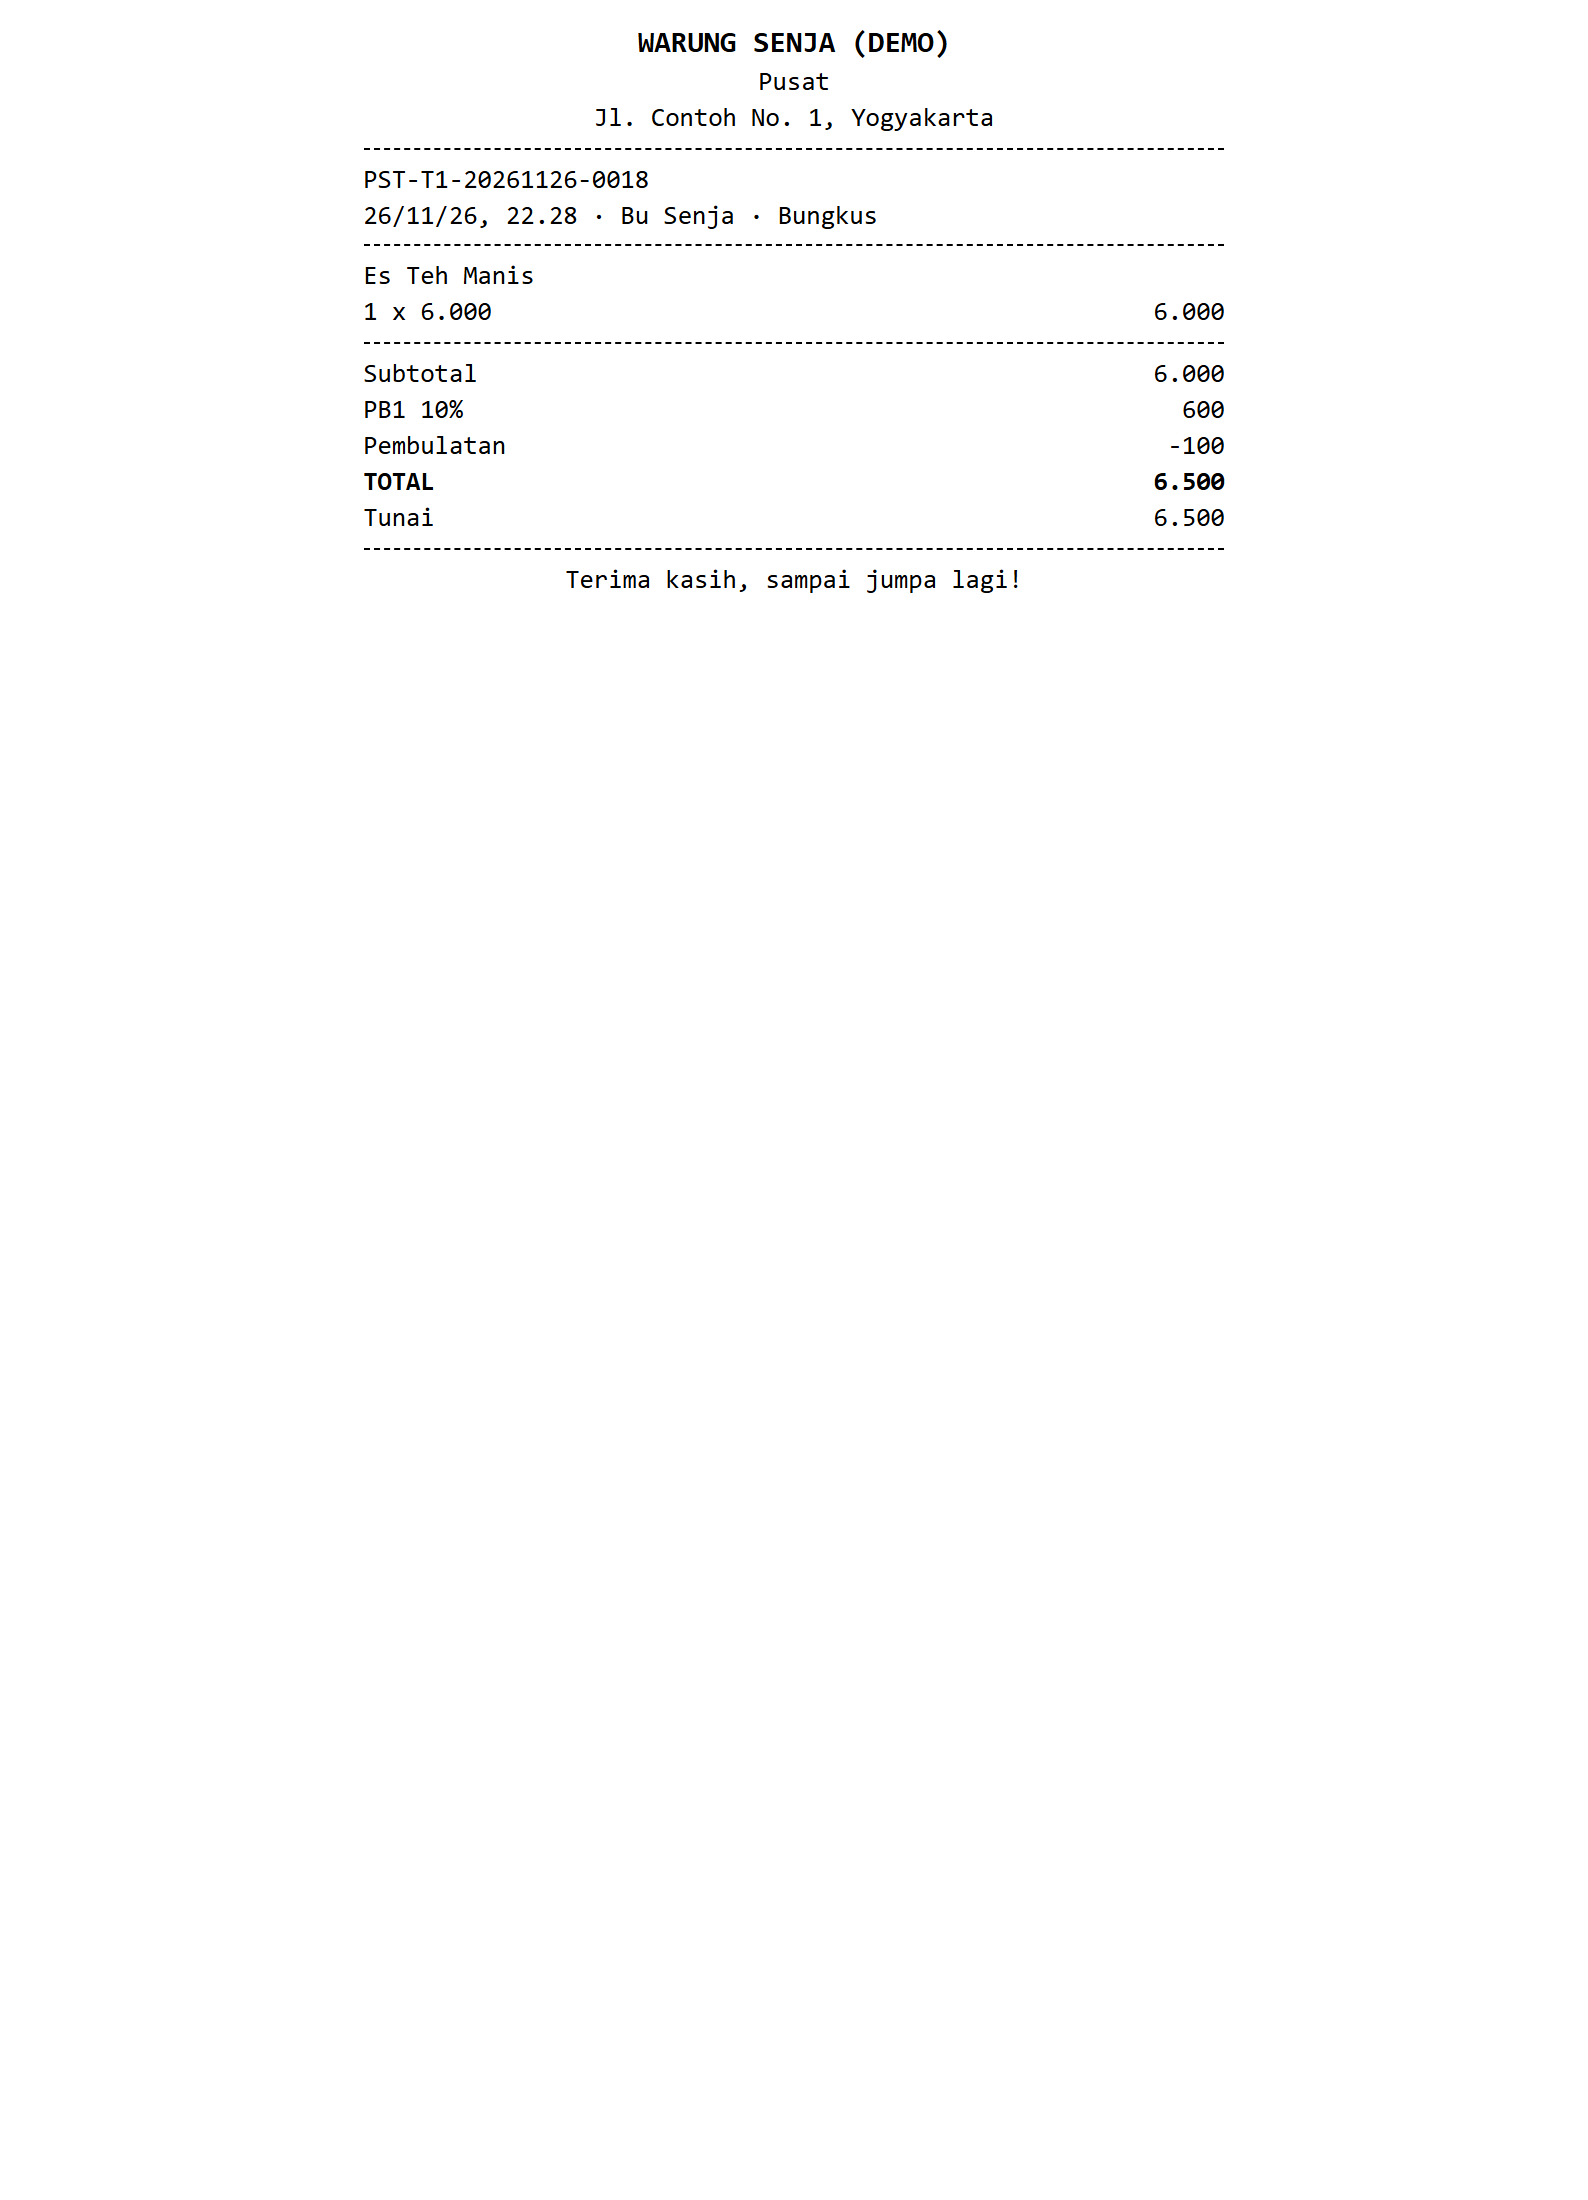 WARUNG SENJA (DEMO)
Pusat
Jl. Contoh No. 1, Yogyakarta
PST-T1-20261126-0018
26/11/26, 22.28 · Bu Senja · Bungkus
Es Teh Manis
1 x 6.000 6.000
Subtotal 6.000
PB1 10% 600
Pembulatan -100
TOTAL 6.500
Tunai 6.500
Terima kasih, sampai jumpa lagi!